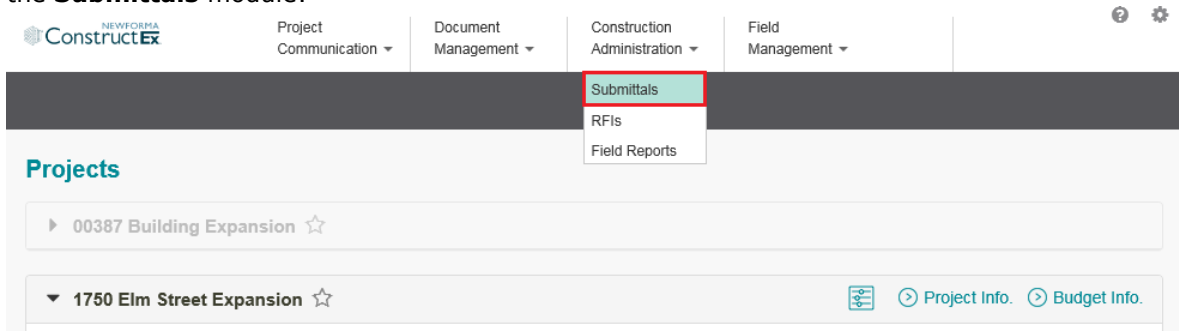 the Submittals module.
NEWFORMA
ConstructEX
Project
Communication
Document
Management
Construction
Administration
Field
Management
Submittals
RFIs
Field Reports
Projects
00387 Building Expansion
1750 Elm Street Expansion
Project Info.
Budget Info.